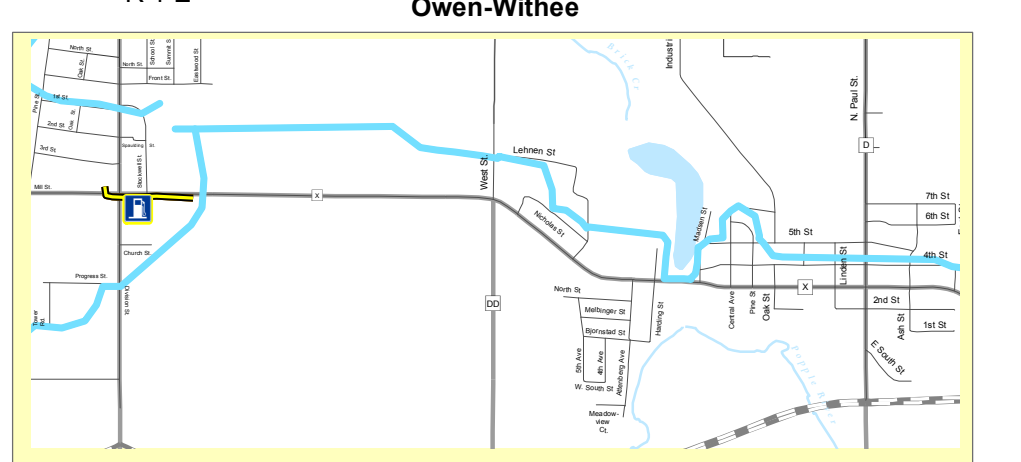 Owen-Withee
North St.
Oak St.
North St.
School St
Summit S
Eastwood St
Front St.
Pine St.
1st St.
2nd St
Oak St.
3rd St
Spaulding St.
Stockwell St.
Mill St.
X
Church St.
Progress St.
Division St.
Tower Rd.
West St.
DD
Lehnen St
Nicholas St
Brick Cr
Industri
N. Paul St.
D
Madsen St
7th St
6th St
5th St
4th St
Linden St
X
2nd St
1st St
Ash St
E South St
Central Ave
Pine St
Oak St
North St
Melbinger St
Bjornstad St
Harding St
5th Ave
4th Ave
Attenberg Ave
W. South St
Meadow-
view
Ct.
Popple River